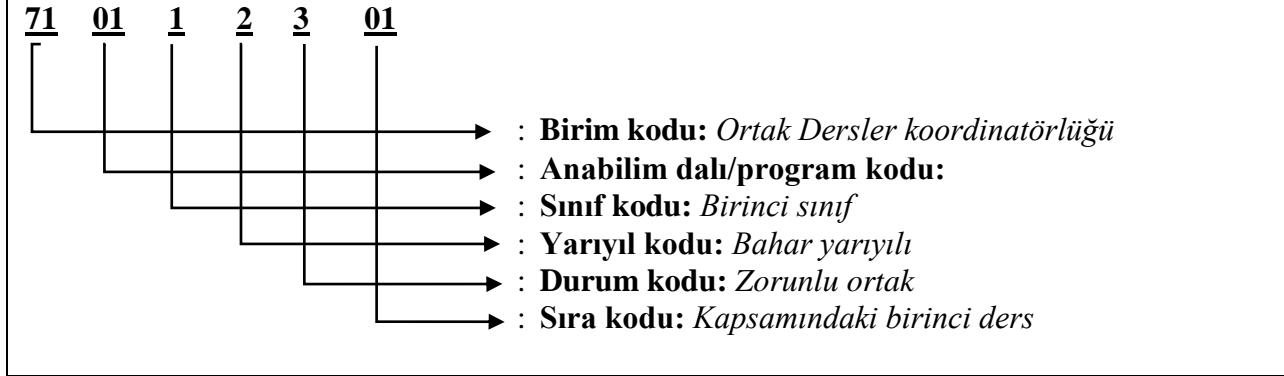 71 01 1 2 3 01
: Birim kodu: Ortak Dersler koordinatörlüğü
: Anabilim dalı/program kodu:
: Sınıf kodu: Birinci sınıf
: Yarıyıl kodu: Bahar yarıyılı
: Durum kodu: Zorunlu ortak
: Sıra kodu: Kapsamındaki birinci ders